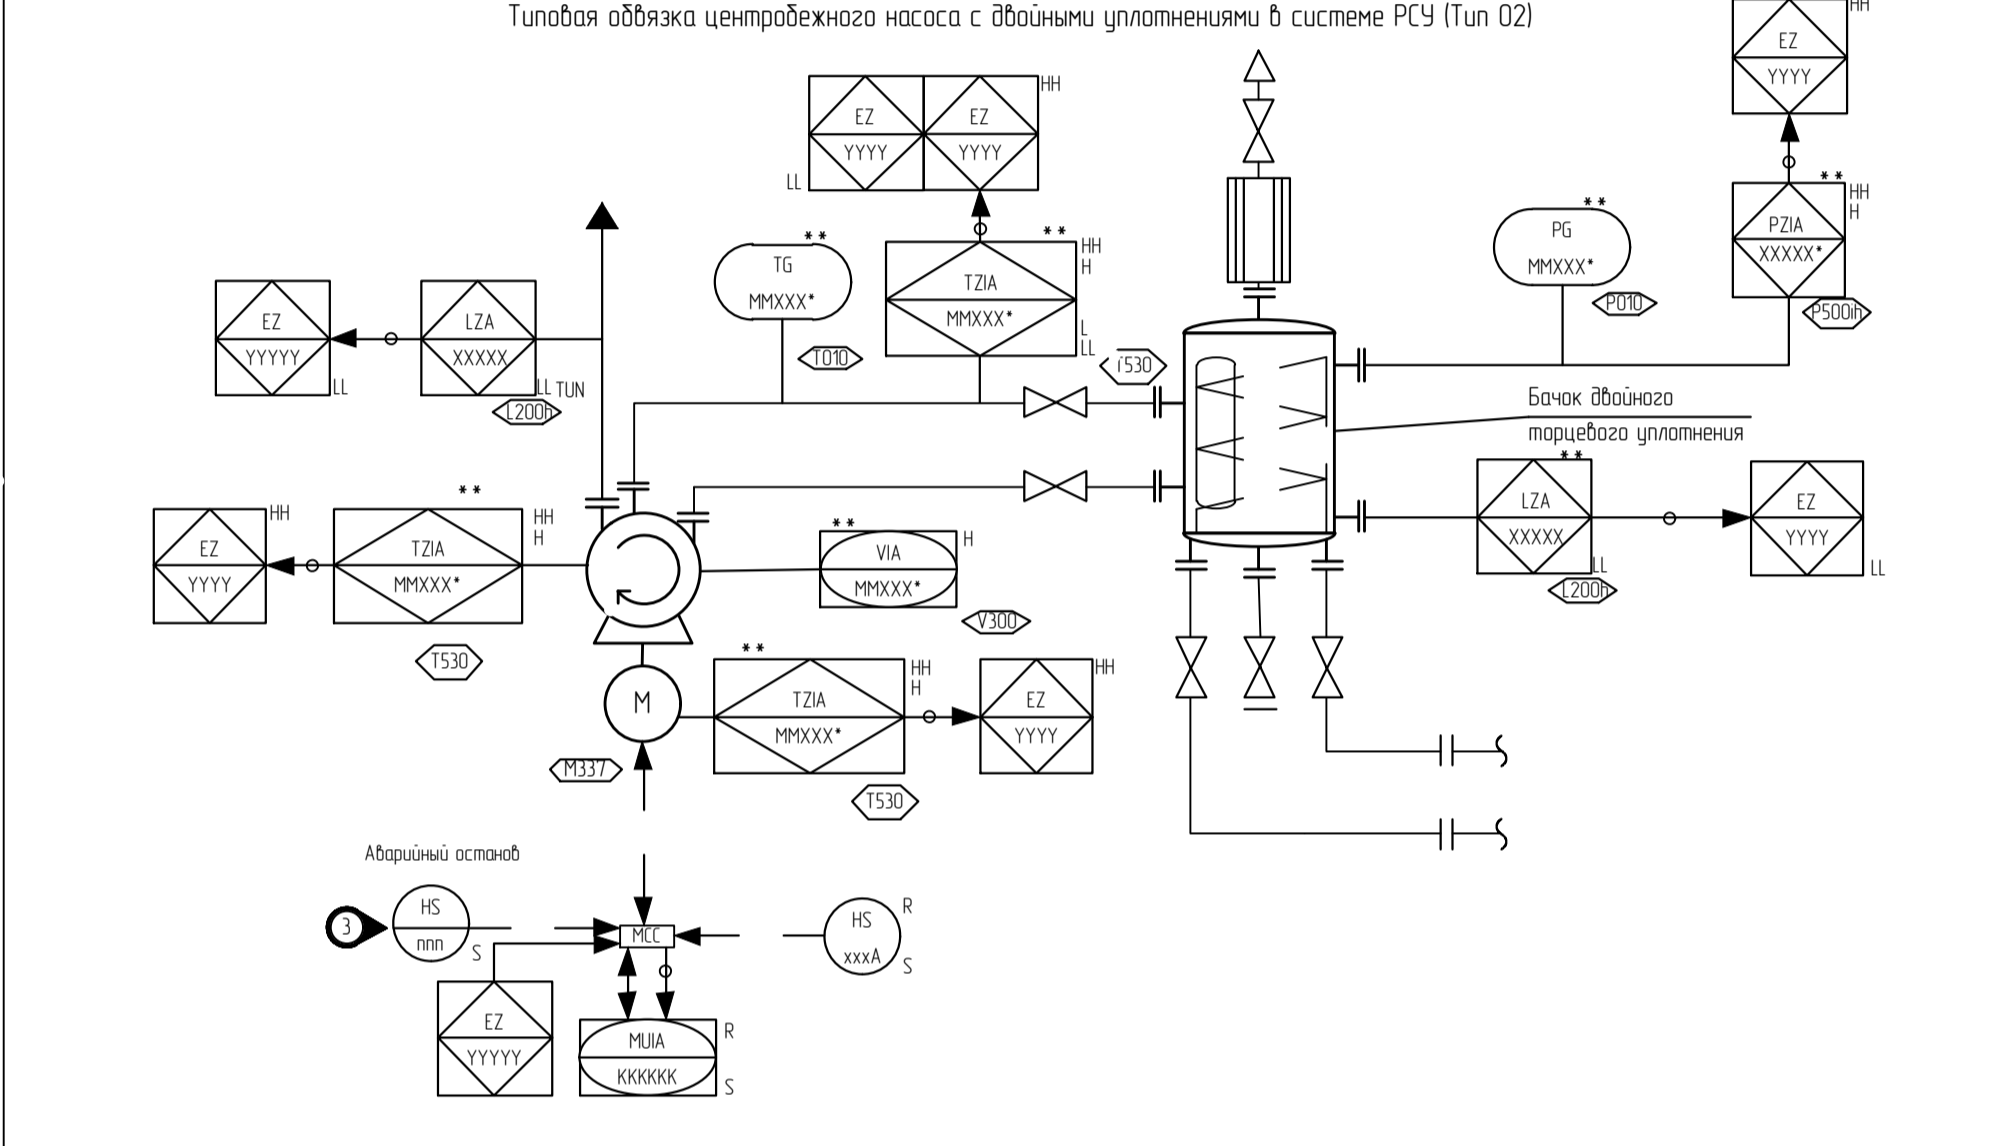 Типовая обвязка центробежного насоса с двойными уплотнениями в системе РСУ (Тип 02)
HH
EZ
YYYY
EZ
YYYY
EZ
YYYY
HH
LL
**
HH
H
PZIA
XXXXX*
P500ih
**
PG
MMXXX*
P010
**
TG
MMXXX*
T010
**
HH
H
TZIA
MMXXX*
L
LL
T530
EZ
YYYYY
LL
LZA
XXXXX
LL TUN
L200h
Бачок двойного
торцевого уплотнения
**
LZA
XXXXX
LL
L200h
EZ
YYYY
LL
EZ
YYYY
HH
**
TZIA
MMXXX*
HH
H
T530
**
VIA
MMXXX*
H
V300
**
TZIA
MMXXX*
HH
H
T530
EZ
YYYY
HH
M
M337
Аварийный останов
3
HS
ппп
S
MCC
HS
xxxA
R
S
EZ
YYYYY
MUIA
KKKKKK
R
S